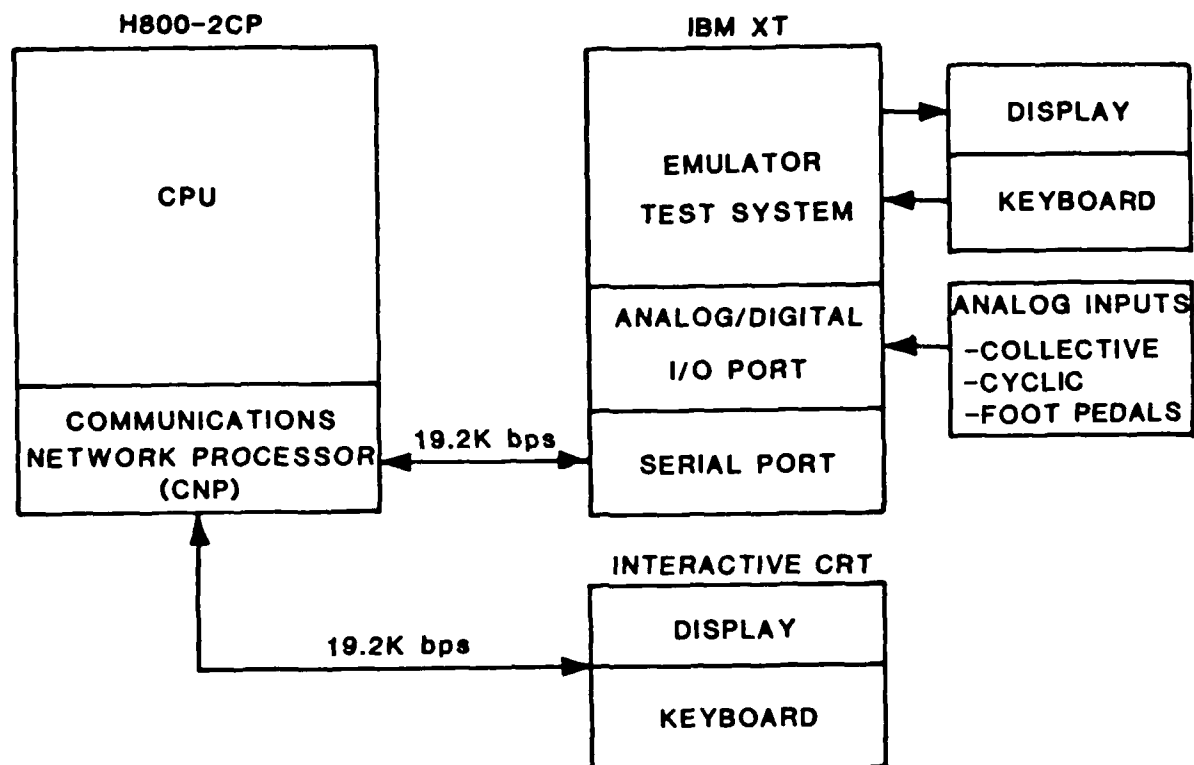 H800-2CP
CPU
COMMUNICATIONS
NETWORK PROCESSOR
(CNP)
19.2K bps
IBM XT
EMULATOR
TEST SYSTEM
ANALOG/DIGITAL
I/O PORT
SERIAL PORT
DISPLAY
KEYBOARD
ANALOG INPUTS
-COLLECTIVE
-CYCLIC
-FOOT PEDALS
19.2K bps
INTERACTIVE CRT
DISPLAY
KEYBOARD